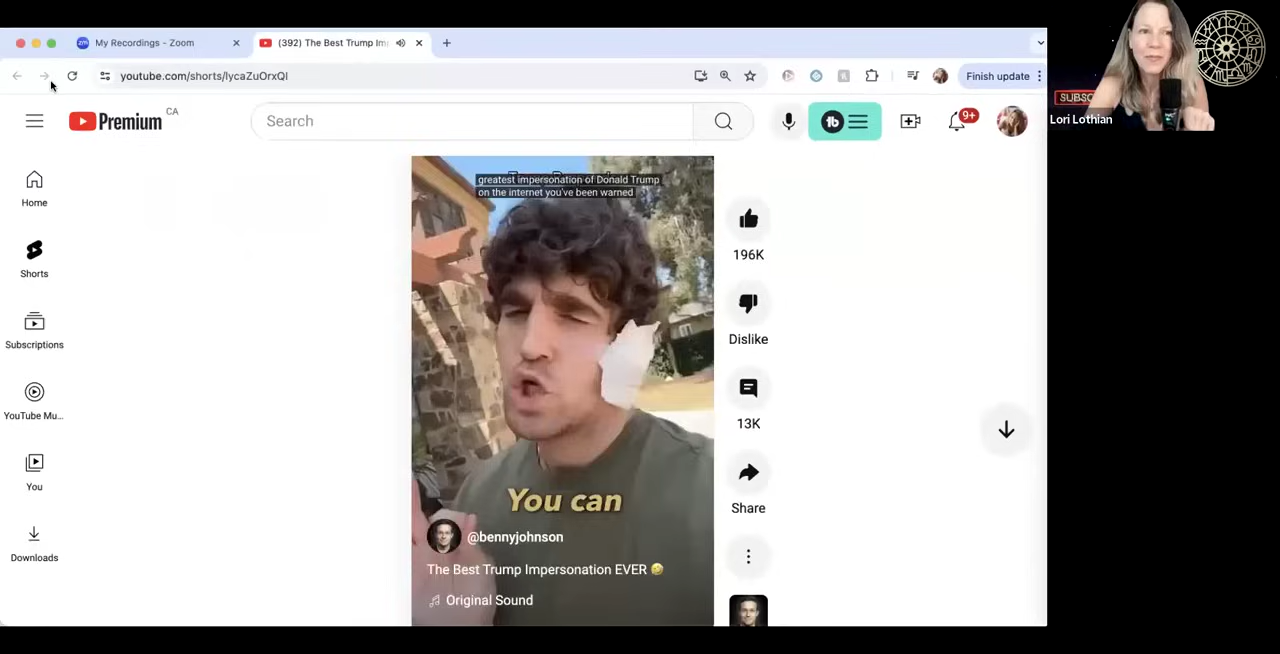 My Recordings - Zoom
(392) The Best Trump Im
youtube.com/shorts/lycaZuOrxQI
Finish update
Premium
CA
Search
9+
SUBSC
Lori Lothian
Home
Shorts
Subscriptions
YouTube Mu...
You
Downloads
greatest impersonation of Donald Trump
on the internet you've been warned
You can
@bennyjohnson
The Best Trump Impersonation EVER 🤣
Original Sound
196K
Dislike
13K
Share